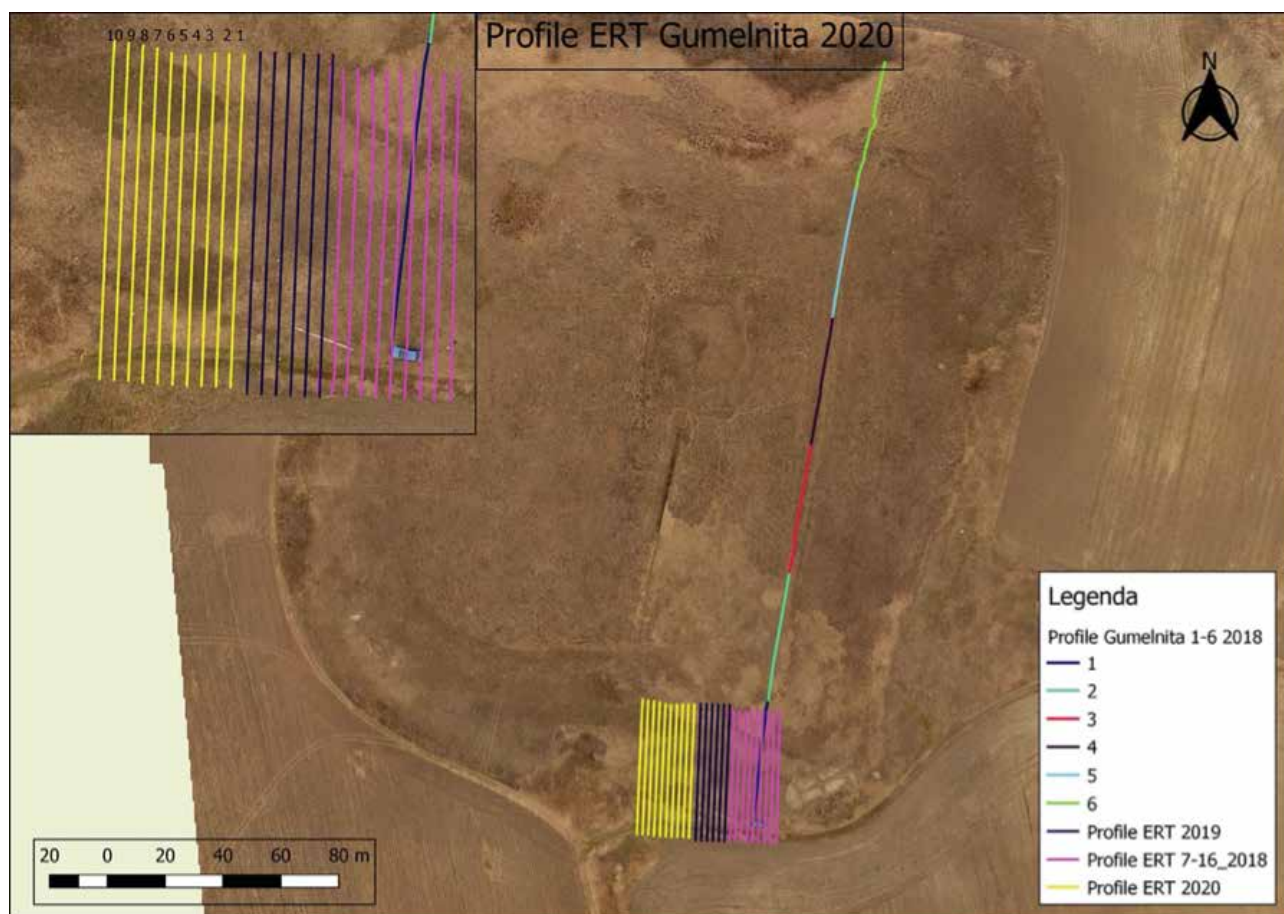 Profile ERT Gumelnita 2020
10 9 8 7 6 5 4 3 2 1
N
Legenda
Profile Gumelnita 1-6 2018
1
2
3
4
5
6
Profile ERT 2019
Profile ERT 7-16_2018
Profile ERT 2020
20 0 20 40 60 80 m